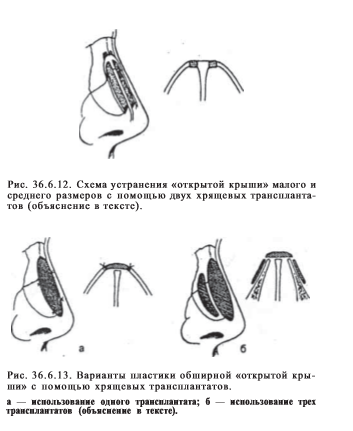 Рис. 36.6.12. Схема устранения «открытой крыши» малого и
среднего размеров с помощью двух хрящевых транспланта-
тов (объяснение в тексте).
а
б
Рис. 36.6.13. Варианты пластики обширной «открытой кры-
ши» с помощью хрящевых трансплантатов.
а — использование одного трансплантата; б — использование трех
трансплантатов (объяснение в тексте).